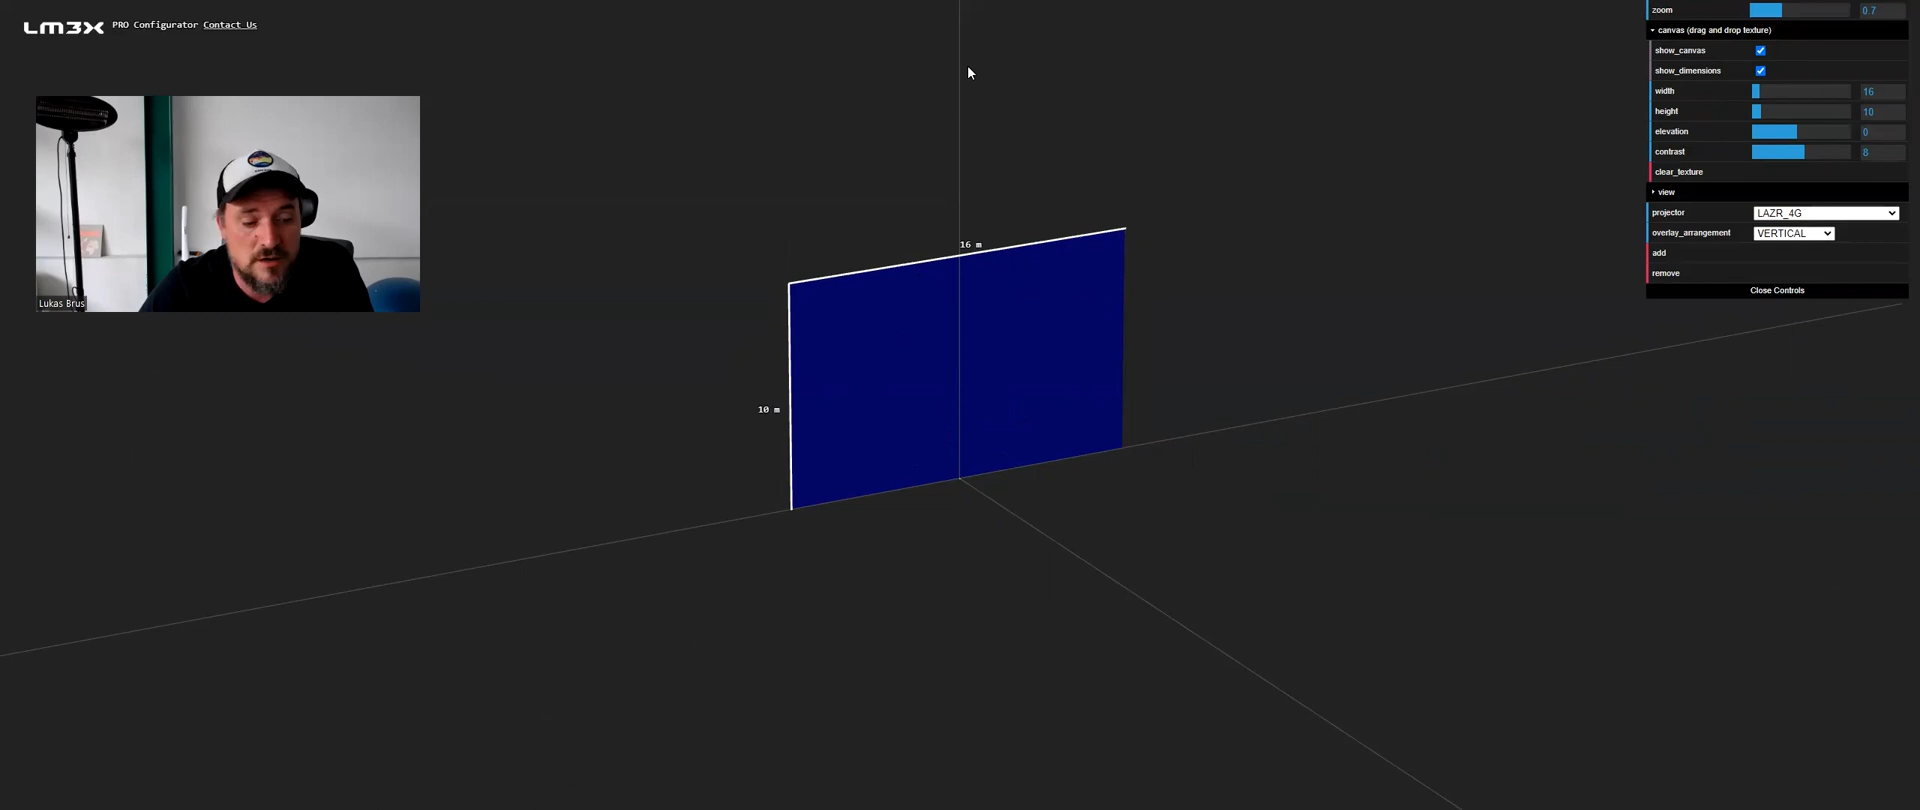 LM3X PRO Configurator Contact Us
zoom 0.7
canvas (drag and drop texture)
show_canvas
show_dimensions
width 16
height 10
elevation 0
contrast 8
clear_texture
view
projector LAZR_4G
overlay_arrangement VERTICAL
add
remove
Close Controls
16 m
10 m
Lukas Brus